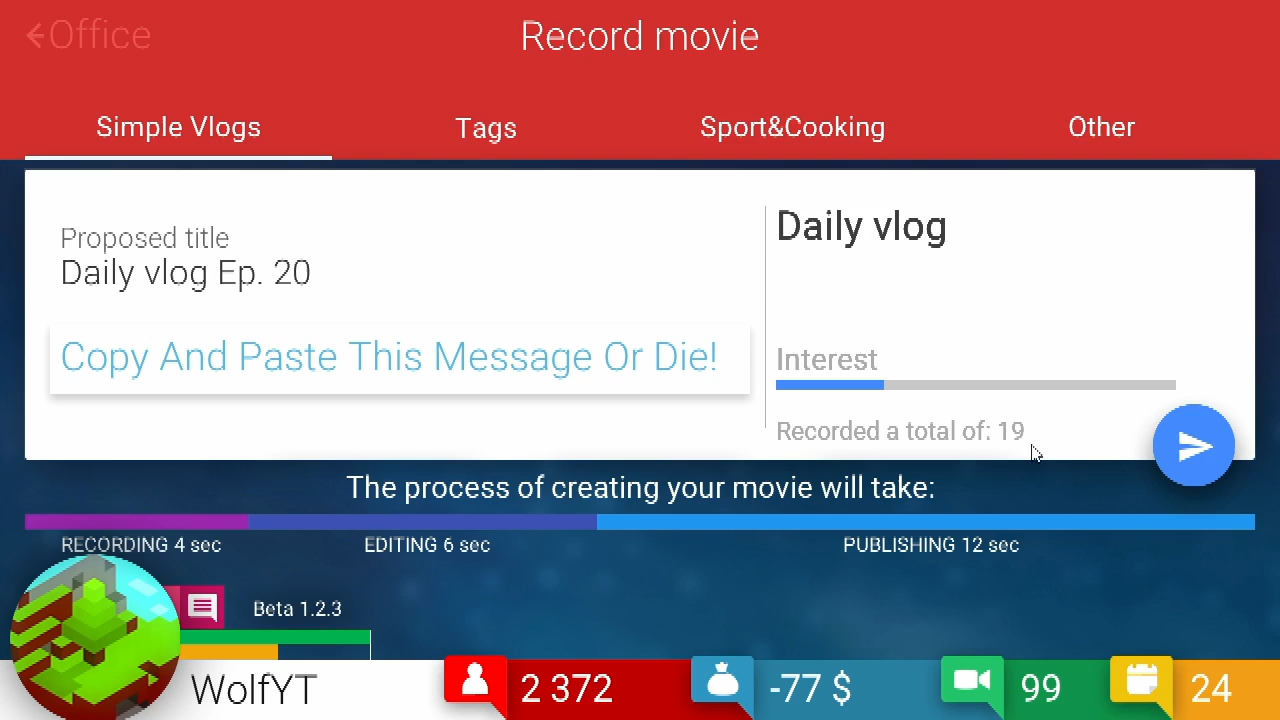 Office
Record movie
Simple Vlogs
Tags
Sport&Cooking
Other
Proposed title
Daily vlog Ep. 20
Copy And Paste This Message Or Die!
Daily vlog
Interest
Recorded a total of: 19
The process of creating your movie will take:
RECORDING 4 sec
EDITING 6 sec
PUBLISHING 12 sec
Beta 1.2.3
WolfYT
2 372
-77 $
99
24